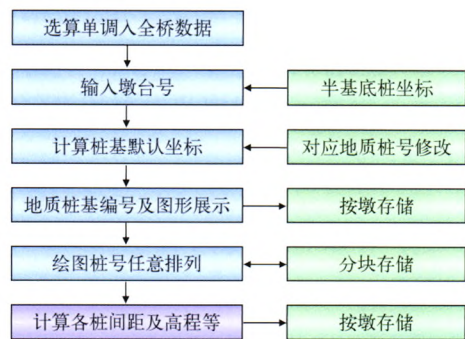 选算单调入全桥数据
输入墩台号
半基底桩坐标
计算桩基默认坐标
对应地质桩号修改
地质桩基编号及图形展示
按墩存储
绘图桩号任意排列
分块存储
计算各桩间距及高程等
按墩存储